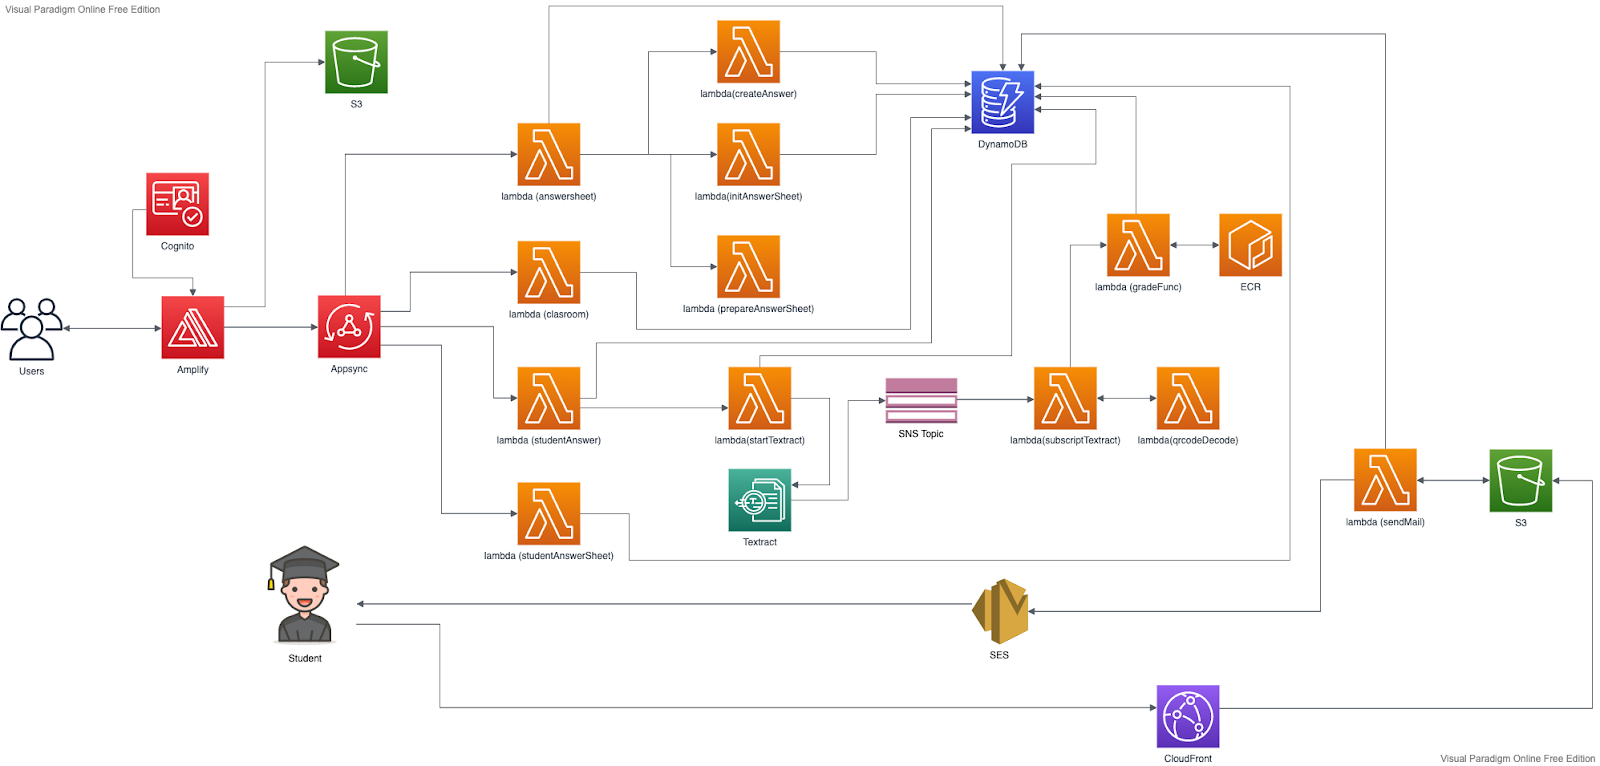 Visual Paradigm Online Free Edition
S3
lambda(createAnswer)
DynamoDB
lambda (answersheet)
lambda(initAnswerSheet)
Cognito
lambda (gradeFunc)
ECR
lambda (clasroom)
lambda (prepareAnswerSheet)
Users
Amplify
Appsync
lambda (studentAnswer)
lambda(startTextract)
SNS Topic
lambda(subscriptTextract)
lambda(qrcodeDecode)
lambda (sendMail)
S3
Textract
lambda (studentAnswerSheet)
Student
SES
CloudFront
Visual Paradigm Online Free Edition